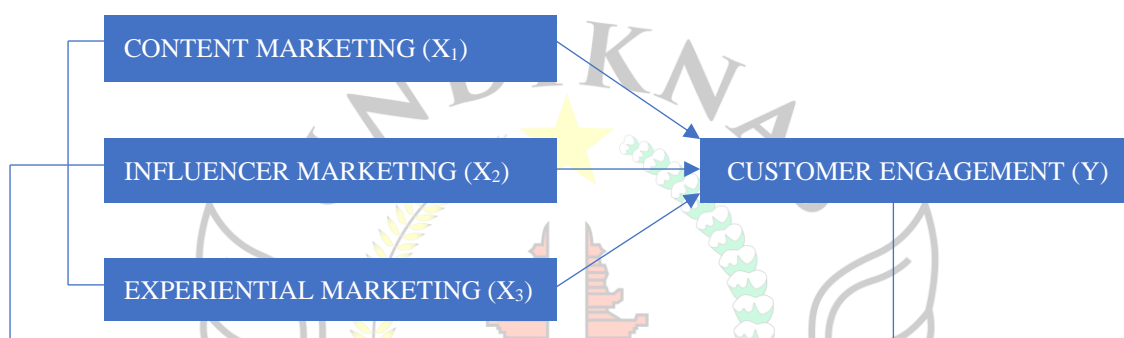 CONTENT MARKETING (X₁)
INFLUENCER MARKETING (X₂)
CUSTOMER ENGAGEMENT (Y)
EXPERIENTIAL MARKETING (X₃)